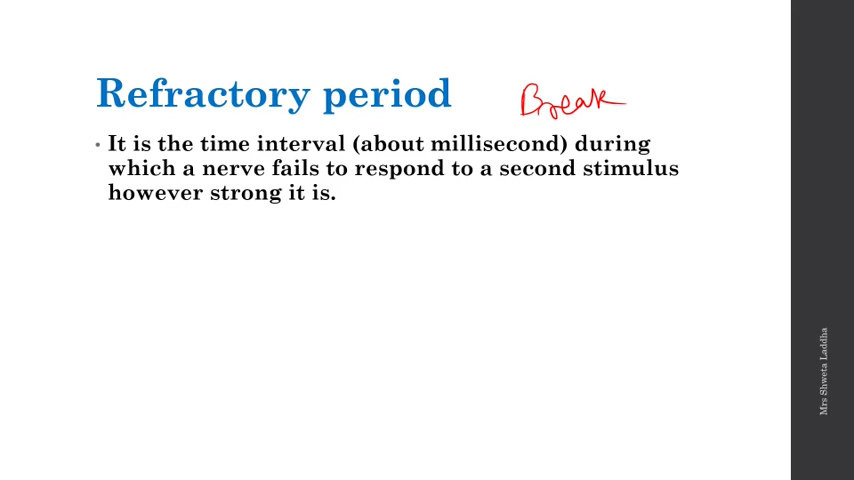 Refractory period Break
• It is the time interval (about millisecond) during
which a nerve fails to respond to a second stimulus
however strong it is.
Mrs Shweta Laddha